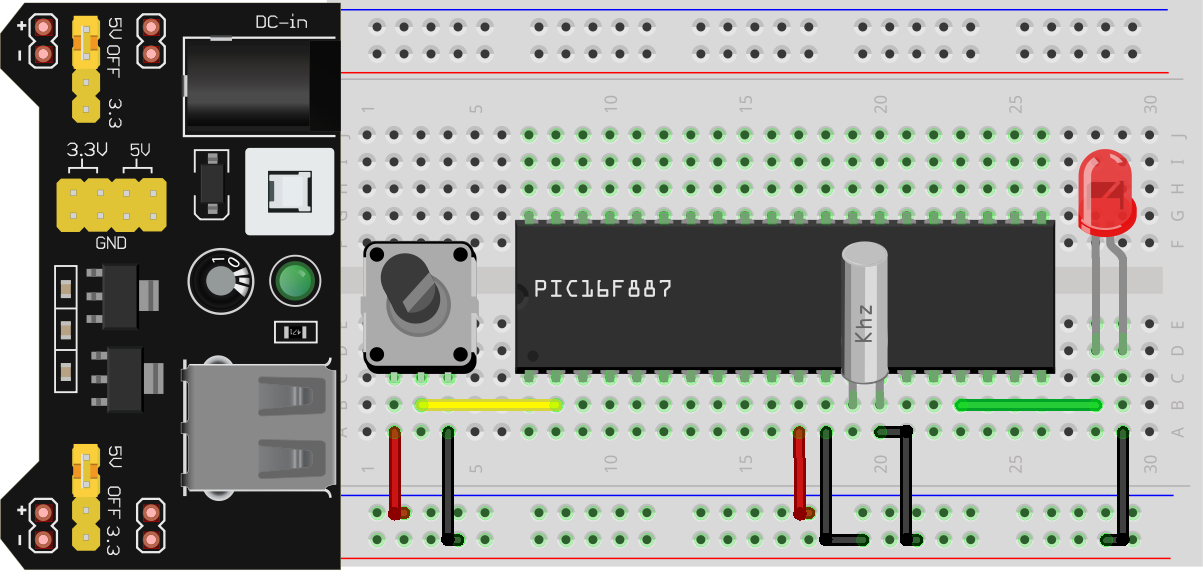 DC-in
+
-
5V OFF 3.3
1 5 10 15 20 25 30
J J
I I
H H
G G
F F
3.3V 5V
GND
10
PIC16F887
Khz
E E
D D
C C
B B
A A
1 5 10 15 20 25 30
5V OFF 3.3
+
-